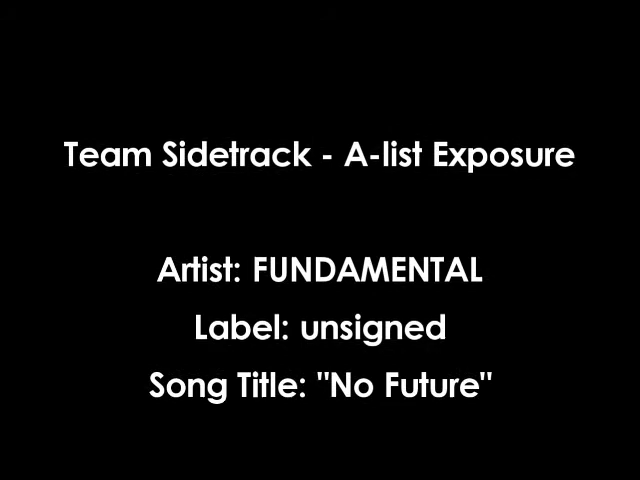 Team Sidetrack - A-list Exposure
Artist: FUNDAMENTAL
Label: unsigned
Song Title: "No Future"